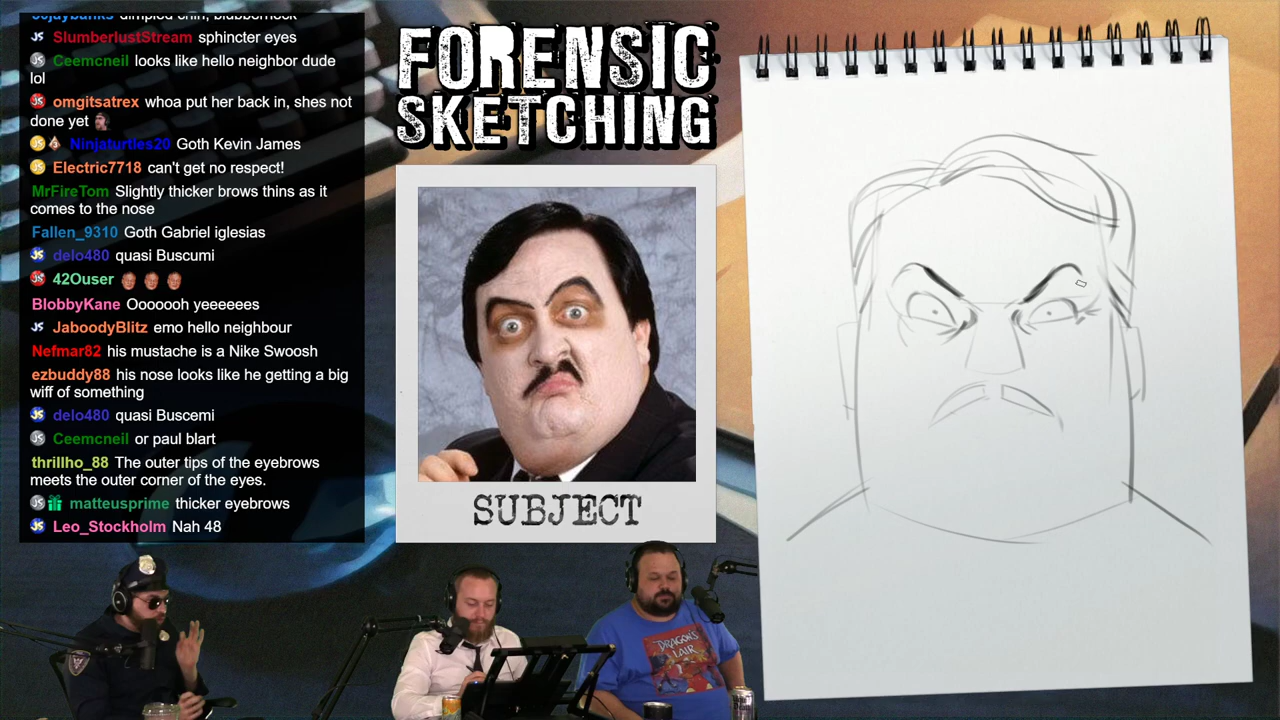 SlumberlustStream sphincter eyes
Ceemcneil looks like hello neighbor dude
lol
omgitsatrex whoa put her back in, shes not
done yet
Ninjaturtles20 Goth Kevin James
Electric7718 can't get no respect!
MrFireTom Slightly thicker brows thins as it
comes to the nose
Fallen_9310 Goth Gabriel iglesias
delo480 quasi Buscumi
42Ouser
BlobbyKane Ooooooh yeeeeees
JaboodyBlitz emo hello neighbour
Nefmar82 his mustache is a Nike Swoosh
ezbuddy88 his nose looks like he getting a big
wiff of something
delo480 quasi Buscemi
Ceemcneil or paul blart
thrillho_88 The outer tips of the eyebrows
meets the outer corner of the eyes.
matteusprime thicker eyebrows
Leo_Stockholm Nah 48
FORENSIC
SKETCHING
SUBJECT
DRAGON'S
LAIR